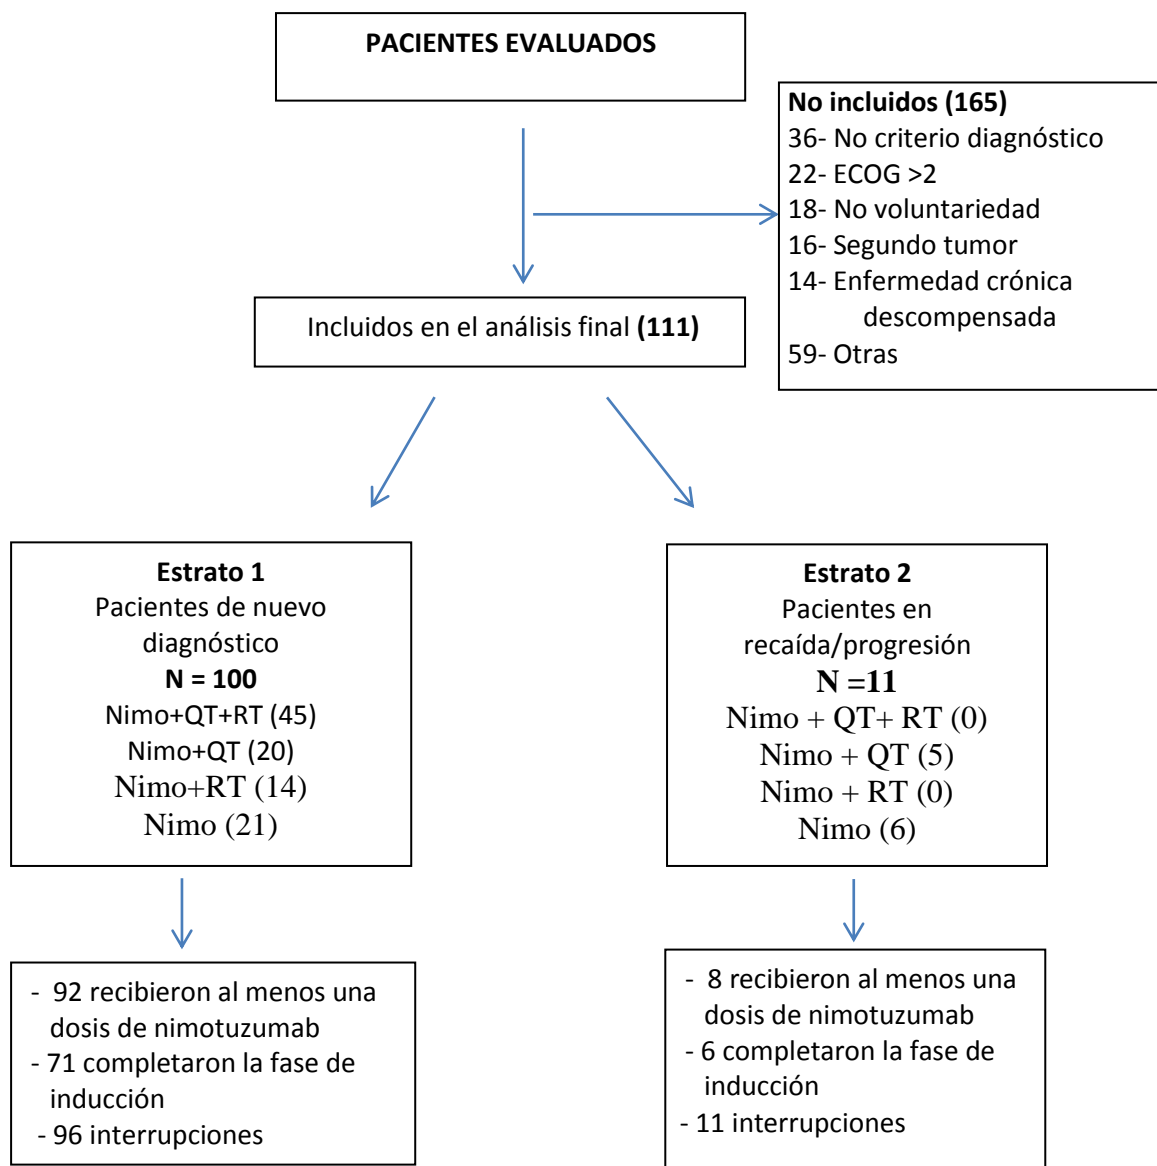 PACIENTES EVALUADOS
No incluidos (165)
36- No criterio diagnóstico
22- ECOG >2
18- No voluntariedad
16- Segundo tumor
14- Enfermedad crónica
descompensada
59- Otras
Incluidos en el análisis final (111)
Estrato 1
Pacientes de nuevo
diagnóstico
N = 100
Nimo+QT+RT (45)
Nimo+QT (20)
Nimo+RT (14)
Nimo (21)
Estrato 2
Pacientes en
recaída/progresión
N =11
Nimo + QT+ RT (0)
Nimo + QT (5)
Nimo + RT (0)
Nimo (6)
- 92 recibieron al menos una
dosis de nimotuzumab
- 71 completaron la fase de
inducción
- 96 interrupciones
- 8 recibieron al menos una
dosis de nimotuzumab
- 6 completaron la fase de
inducción
- 11 interrupciones